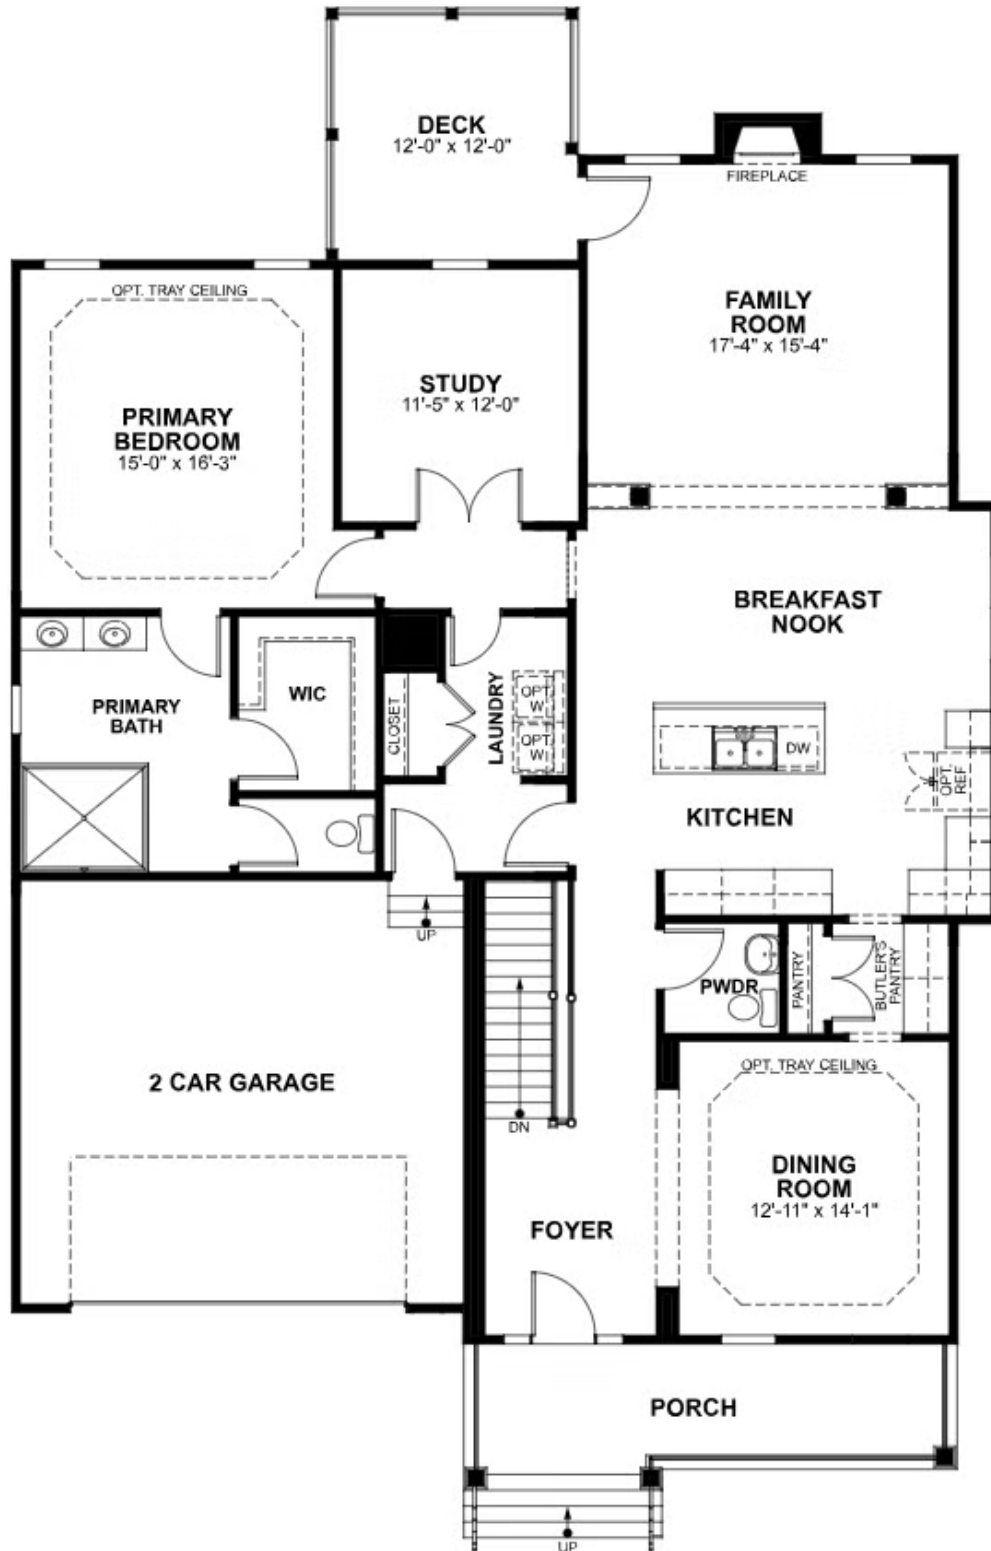 DECK
12'-0" x 12'-0"
FIREPLACE
OPT. TRAY CEILING
FAMILY
ROOM
17'-4" x 15'-4"
STUDY
11'-5" x 12'-0"
PRIMARY
BEDROOM
15'-0" x 16'-3"
BREAKFAST
NOOK
WIC
PRIMARY
BATH
CLOSET
LAUNDRY
OPT.
W
OPT.
W
DW
OPT.
REF
KITCHEN
UP
PWDR
PANTRY
BUTLER'S
PANTRY
2 CAR GARAGE
OPT. TRAY CEILING
DN
DINING
ROOM
12'-11" x 14'-1"
FOYER
PORCH
UP